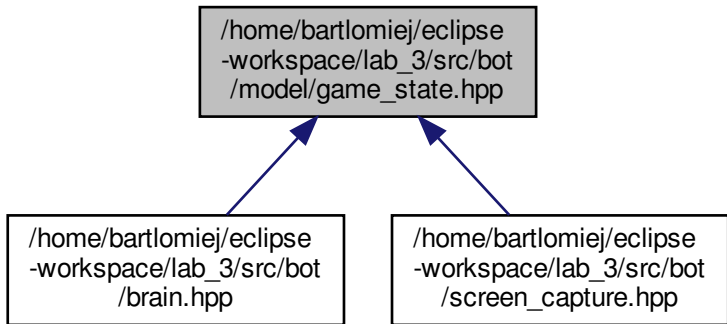 /home/bartlomiej/eclipse
-workspace/lab_3/src/bot
/model/game_state.hpp
/home/bartlomiej/eclipse
-workspace/lab_3/src/bot
/brain.hpp
/home/bartlomiej/eclipse
-workspace/lab_3/src/bot
/screen_capture.hpp